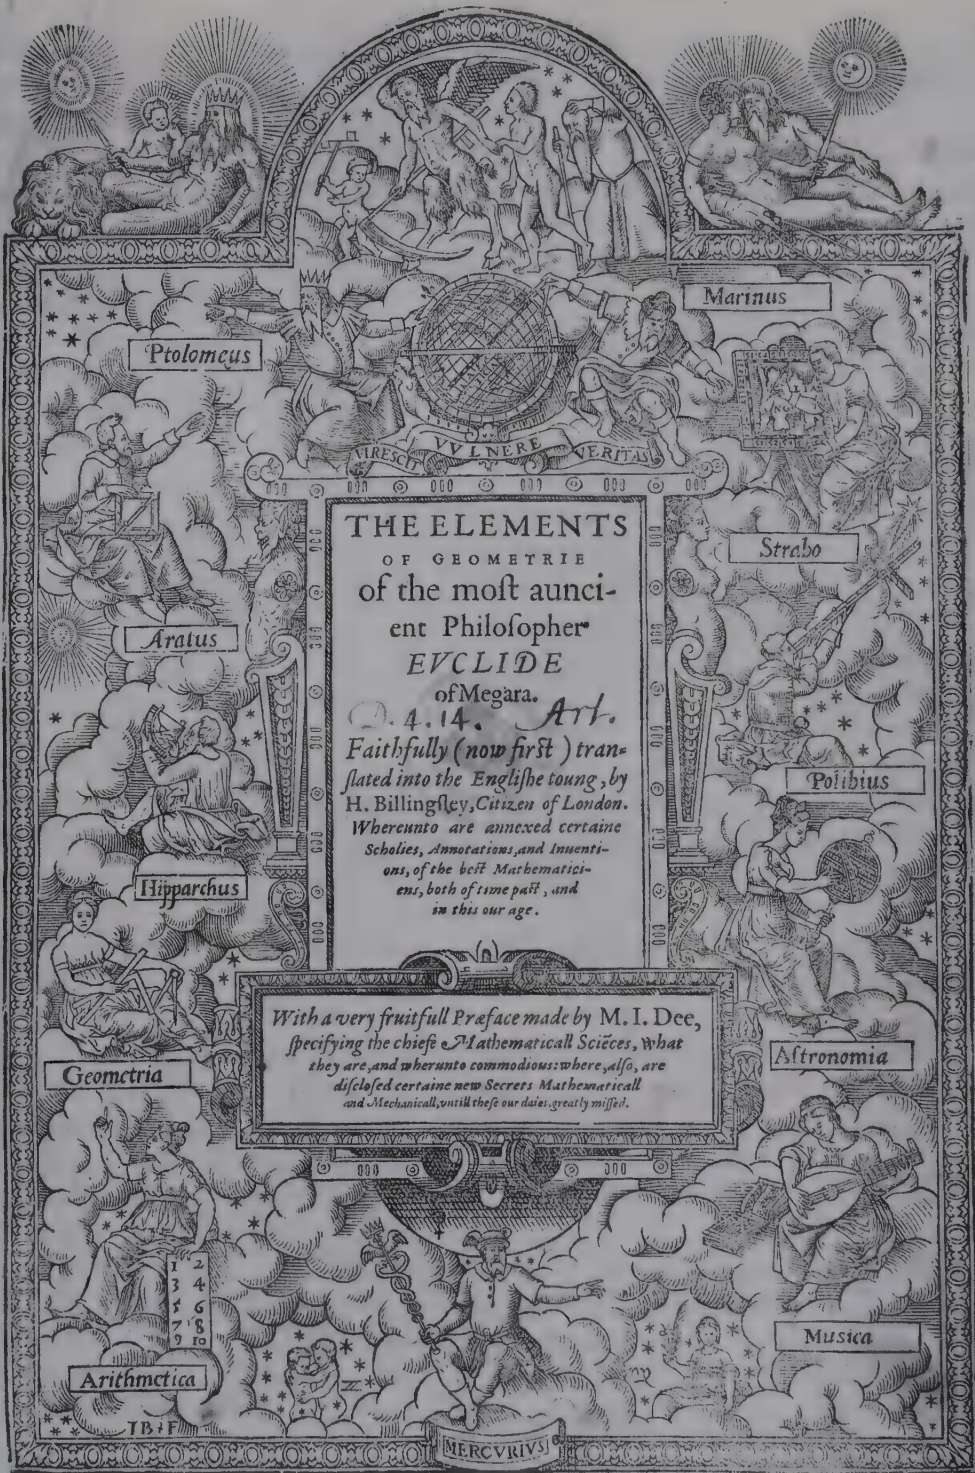 Marinus
Ptolomeus
VIRESCIT VVLNERE VERITAS
THE ELEMENTS
OF GEOMETRIE
of the moſt aunci-
ent Philoſopher
EVCLIDE
of Megara.
4.14. Art.
Faithfully (now firſt) tran-
ſlated into the Engliſhe toung, by
H. Billingſley, Citizen of London.
Whereunto are annexed certaine
Scholies, Annotations, and Inuenti-
ons, of the beſt Mathematici-
ens, both of time paſt, and
in this our age.
Strabo
Aratus
Polibius
Hipparchus
With a very fruitfull Præface made by M. I. Dee,
ſpecifying the chiefe Mathematicall Sciēces, What
they are, and wherunto commodious: where, alſo, are
diſcloſed certaine new Secrets Mathematicall
and Mechanicall, vntill theſe our daies, greatly miſſed.
Geometria
Aſtronomia
1 2
3 4
5 6
7 8
9 10
Musica
Arithmetica
IB·F
MERCVRIVS